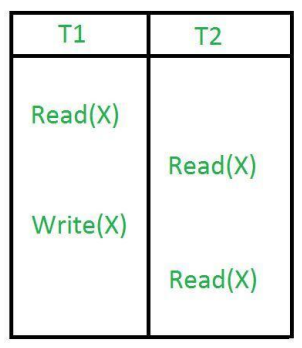 T1 T2
Read(X)
Read(X)
Write(X)
Read(X)